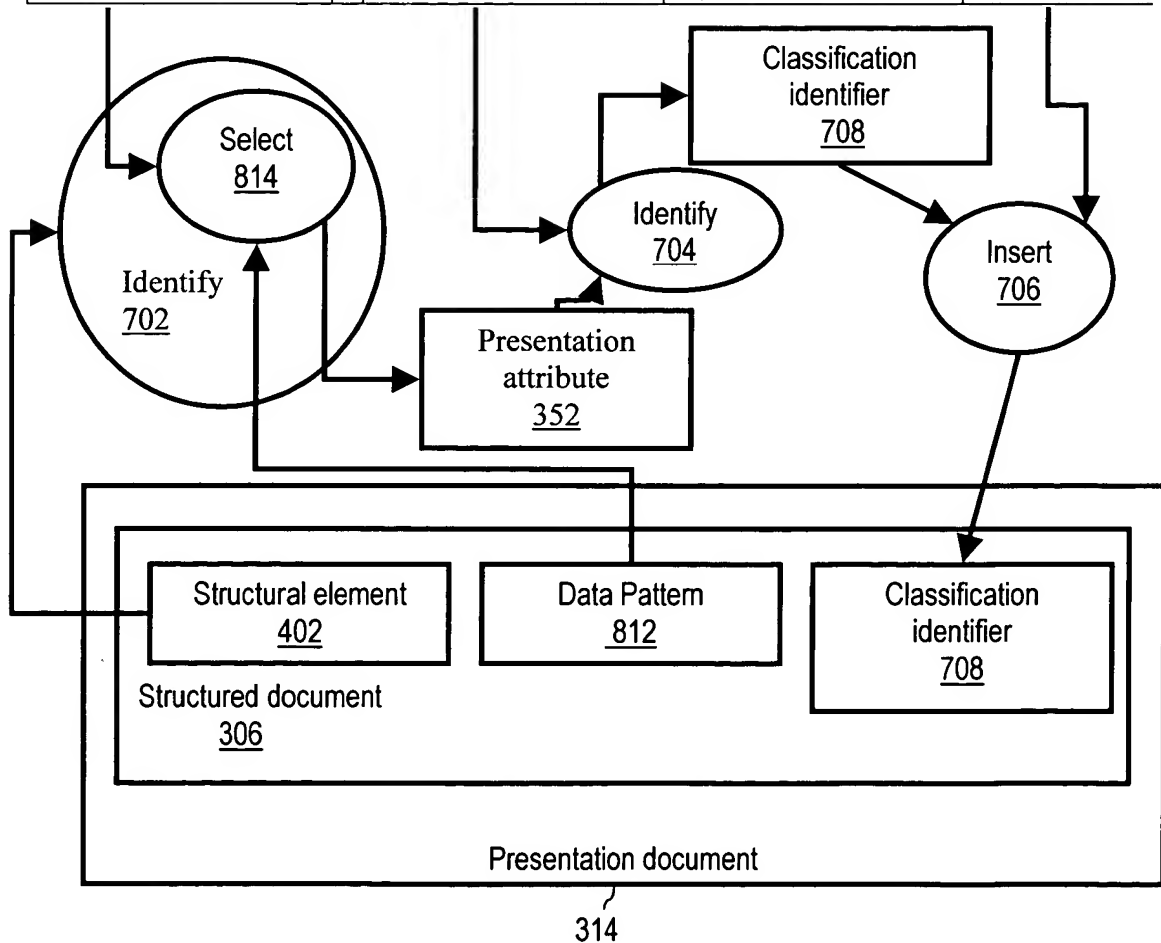 Classification
identifier
708
Select
814
Identify
704
Insert
706
Identify
702
Presentation
attribute
352
Structural element
402
Data Pattern
812
Classification
identifier
708
Structured document
306
Presentation document
314